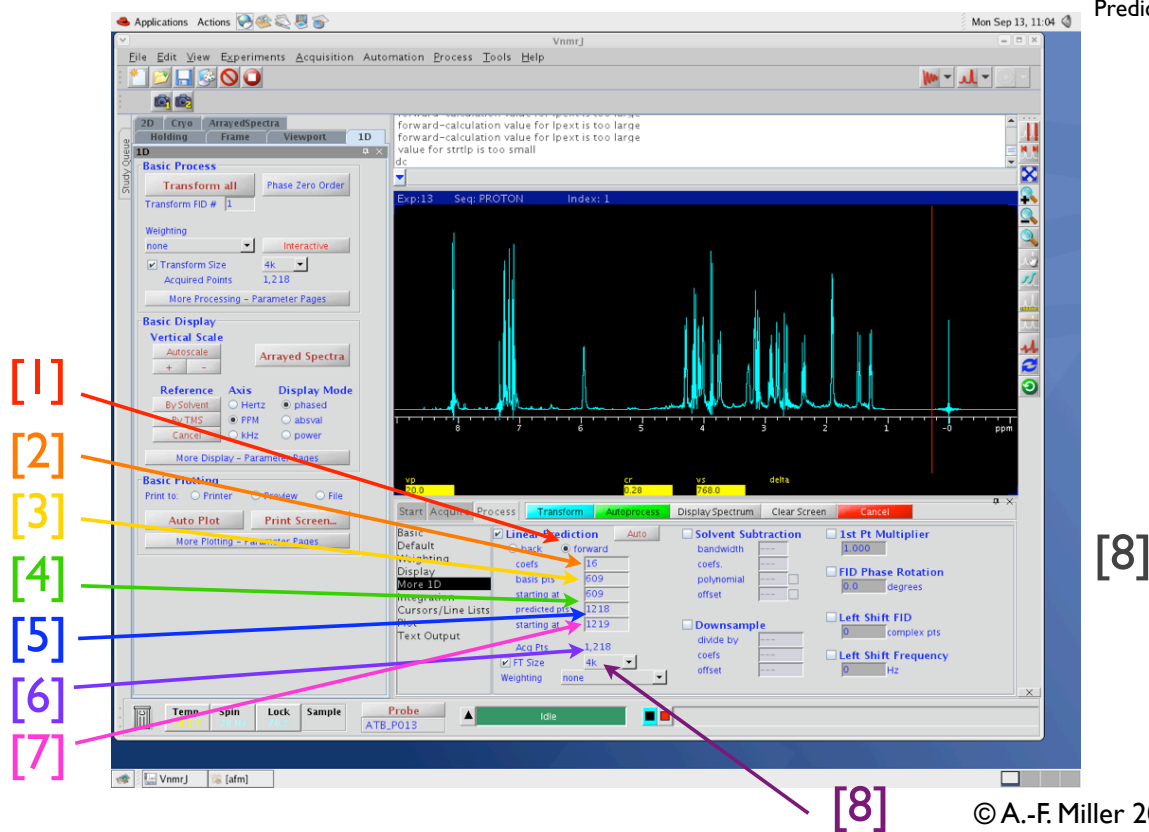 Applications Actions
Mon Sep 13, 11:04
Predic
VnmrJ
File Edit View Experiments Acquisition Automation Process Tools Help
Study Queue
2D Cryo ArrayedSpectra
Holding Frame Viewport 1D
1D
Basic Process
Transform all Phase Zero Order
Transform FID # 1
Weighting
none Interactive
Transform Size 4k
Acquired Points 1,218
More Processing – Parameter Pages
Basic Display
Vertical Scale
Autoscale
+ -
Arrayed Spectra
Reference Axis Display Mode
By Solvent Hertz phased
By TMS PPM absval
Cancel kHz power
More Display – Parameter Pages
Basic Plotting
Print to: Printer Preview File
Auto Plot Print Screen...
More Plotting – Parameter Pages
forward-calculation value for lpext is too large
forward-calculation value for lpext is too large
value for strtlp is too small
dc
Exp:13 Seq: PROTON Index: 1
8 7 6 5 4 3 2 1 -0 ppm
vp cr vs delta
20.0 0.28 768.0
Start Acquire Process Transform Autoprocess Display Spectrum Clear Screen Cancel
Basic
Default
Weighting
Display
More 1D
Integration
Cursors/Line Lists
Plot
Text Output
Linear Prediction Auto
back forward
coefs 16
basis pts 609
starting at 609
predicted pts 1218
starting at 1219
Acq Pts 1,218
FT Size 4k
Weighting none
Solvent Subtraction
bandwidth ---
coefs. ---
polynomial ---
offset ---
Downsample
divide by ---
coefs ---
offset ---
1st Pt Multiplier
1.000
FID Phase Rotation
0.0 degrees
Left Shift FID
0 complex pts
Left Shift Frequency
0 Hz
Temp Spin Lock Sample
Probe
ATB_P013
Idle
VnmrJ [afm]
[1]
[2]
[3]
[4]
[5]
[6]
[7]
[8]
[8]
© A.-F. Miller 20